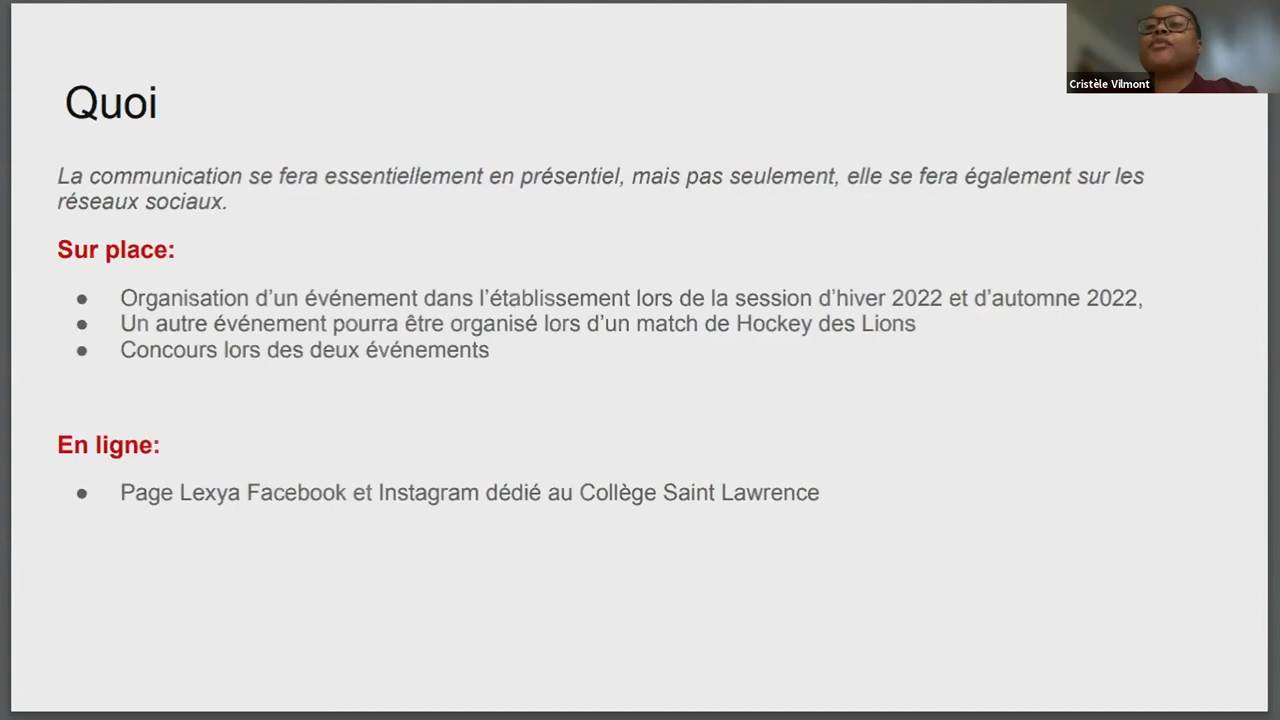 Cristèle Vilmont
Quoi
La communication se fera essentiellement en présentiel, mais pas seulement, elle se fera également sur les
réseaux sociaux.
Sur place:
● Organisation d’un événement dans l’établissement lors de la session d’hiver 2022 et d’automne 2022,
● Un autre événement pourra être organisé lors d’un match de Hockey des Lions
● Concours lors des deux événements
En ligne:
● Page Lexya Facebook et Instagram dédié au Collège Saint Lawrence